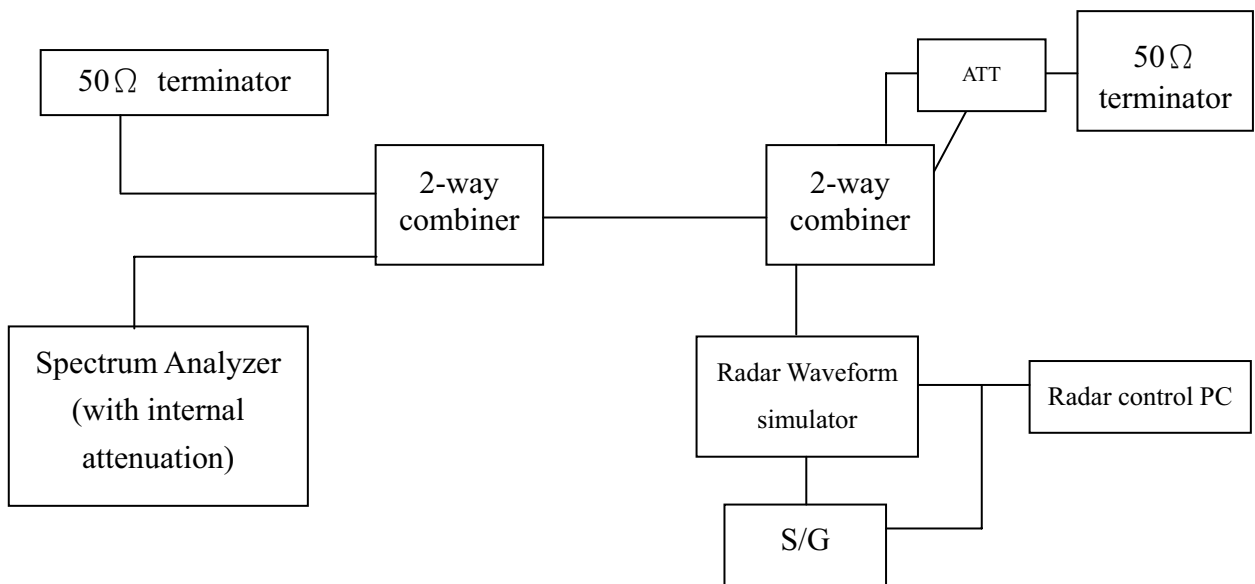 50Ω terminator
ATT
50Ω
terminator
2-way
combiner
2-way
combiner
Spectrum Analyzer
(with internal
attenuation)
Radar Waveform
simulator
Radar control PC
S/G